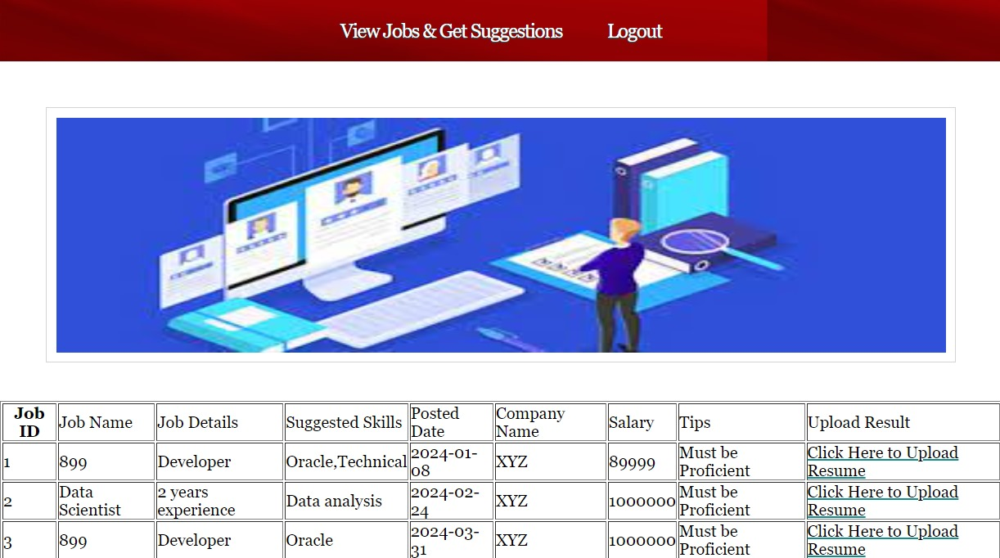 View Jobs & Get Suggestions Logout
Job ID Job Name Job Details Suggested Skills Posted Date Company Name Salary Tips Upload Result
1 899 Developer Oracle,Technical 2024-01-08 XYZ 89999 Must be Proficient Click Here to Upload Resume
2 Data Scientist 2 years experience Data analysis 2024-02-24 XYZ 1000000 Must be Proficient Click Here to Upload Resume
3 899 Developer Oracle 2024-03-31 XYZ 1000000 Must be Proficient Click Here to Upload Resume